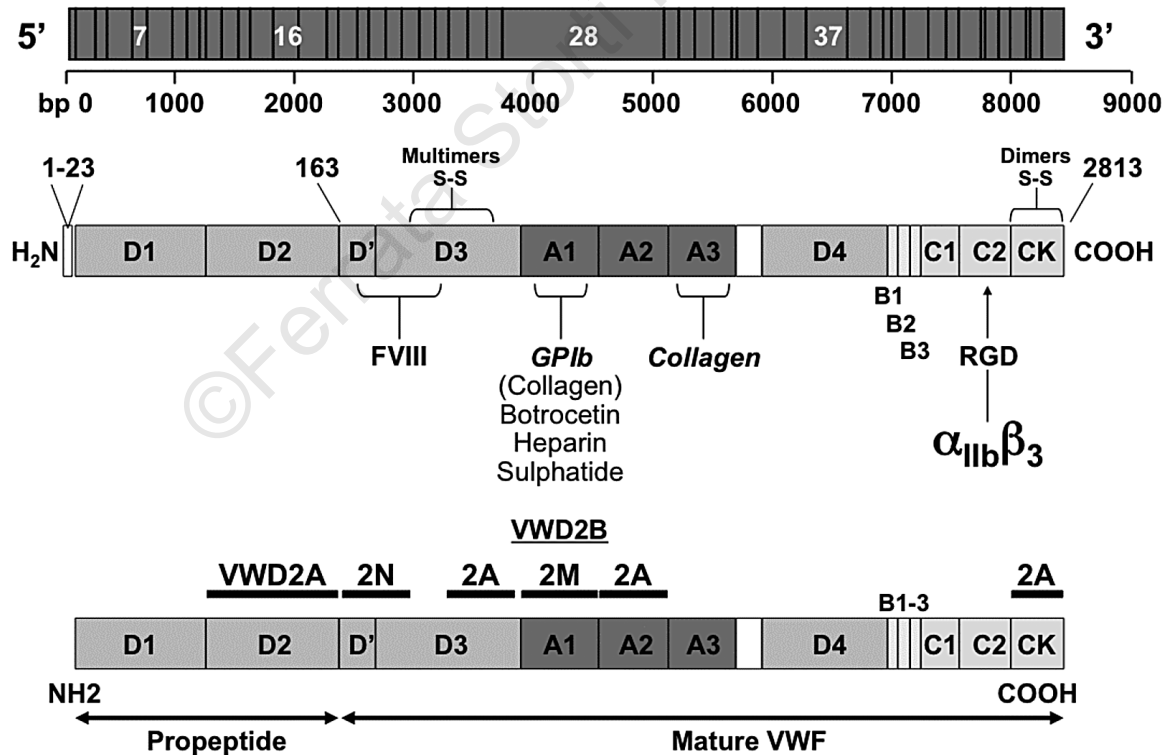 5’ 7 16 28 37 3’
bp 0 1000 2000 3000 4000 5000 6000 7000 8000 9000
1-23 163 Multimers S-S Dimers S-S 2813
H₂N D1 D2 D’ D3 A1 A2 A3 D4 C1 C2 CK COOH
B1
B2
B3
FVIII GPIb Collagen RGD
(Collagen)
Botrocetin
Heparin
Sulphatide
αIIbβ3
VWD2B
VWD2A 2N 2A 2M 2A 2A
B1-3
D1 D2 D’ D3 A1 A2 A3 D4 C1 C2 CK
NH2 COOH
Propeptide Mature VWF
©Ferrata Storti